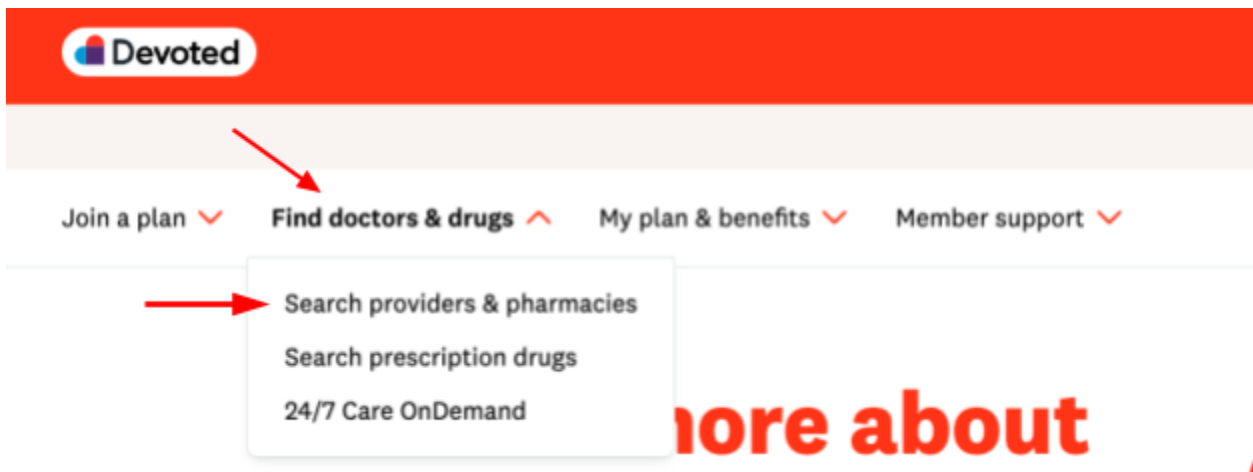 Devoted
Join a plan Find doctors & drugs My plan & benefits Member support
Search providers & pharmacies
Search prescription drugs
24/7 Care OnDemand
about